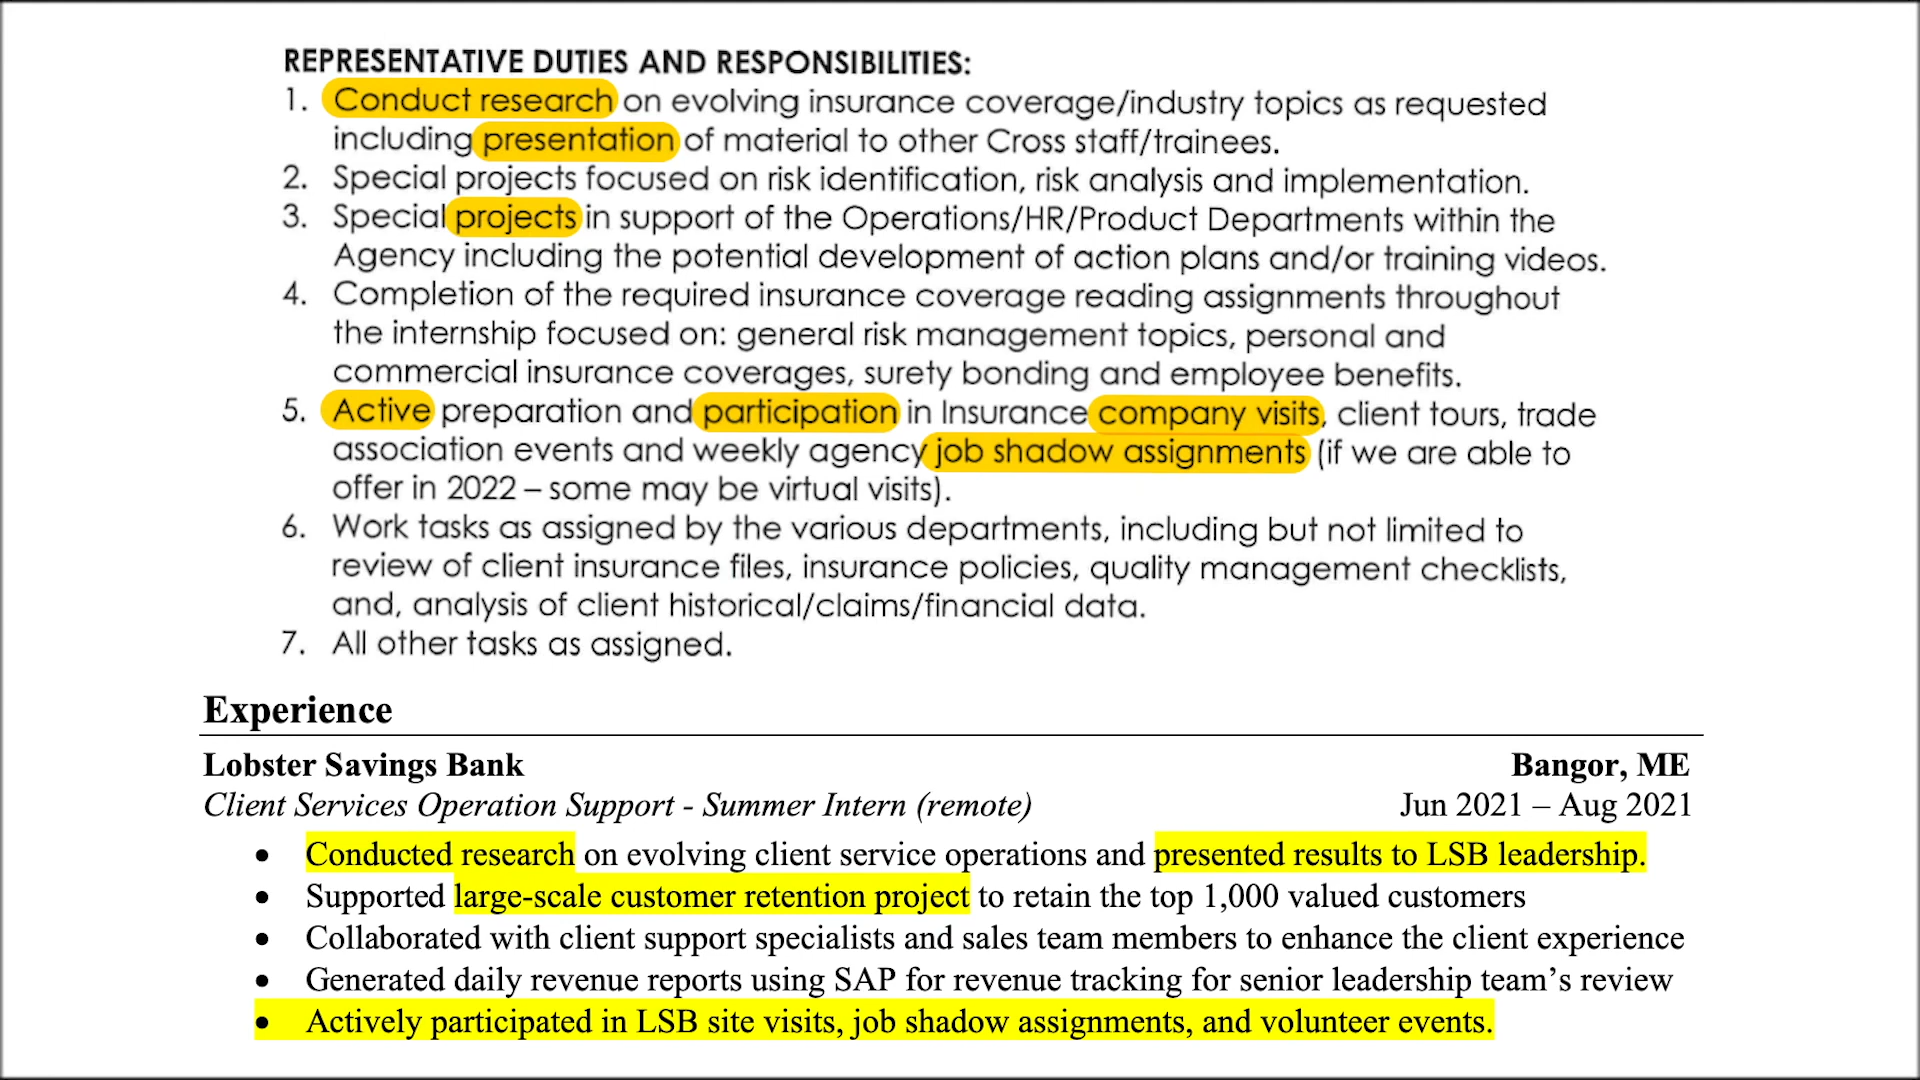 REPRESENTATIVE DUTIES AND RESPONSIBILITIES:
1. Conduct research on evolving insurance coverage/industry topics as requested
including presentation of material to other Cross staff/trainees.
2. Special projects focused on risk identification, risk analysis and implementation.
3. Special projects in support of the Operations/HR/Product Departments within the
Agency including the potential development of action plans and/or training videos.
4. Completion of the required insurance coverage reading assignments throughout
the internship focused on: general risk management topics, personal and
commercial insurance coverages, surety bonding and employee benefits.
5. Active preparation and participation in Insurance company visits, client tours, trade
association events and weekly agency job shadow assignments (if we are able to
offer in 2022 – some may be virtual visits).
6. Work tasks as assigned by the various departments, including but not limited to
review of client insurance files, insurance policies, quality management checklists,
and, analysis of client historical/claims/financial data.
7. All other tasks as assigned.
Experience
Lobster Savings Bank Bangor, ME
Client Services Operation Support - Summer Intern (remote) Jun 2021 – Aug 2021
• Conducted research on evolving client service operations and presented results to LSB leadership.
• Supported large-scale customer retention project to retain the top 1,000 valued customers
• Collaborated with client support specialists and sales team members to enhance the client experience
• Generated daily revenue reports using SAP for revenue tracking for senior leadership team’s review
• Actively participated in LSB site visits, job shadow assignments, and volunteer events.